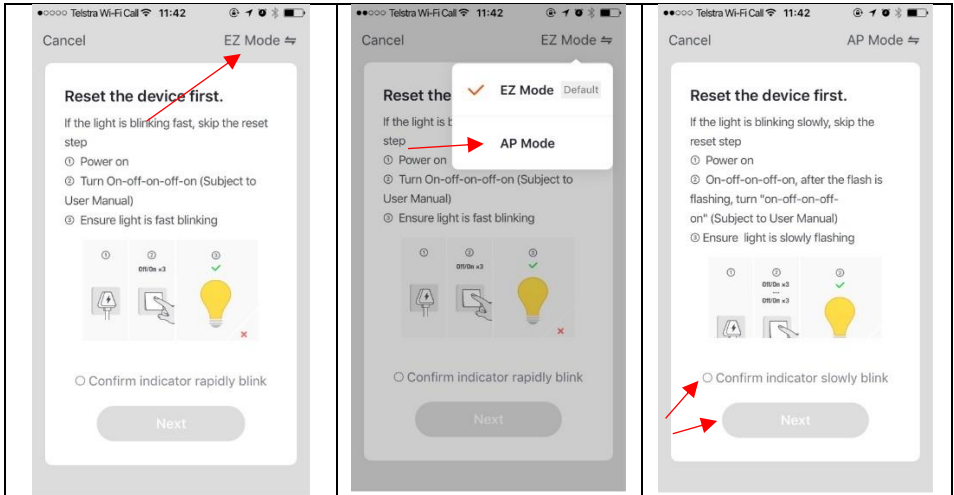 Telstra Wi-Fi Call 11:42
Cancel EZ Mode ⇋
Reset the device first.
If the light is blinking fast, skip the reset
step
① Power on
② Turn On-off-on-off-on (Subject to
User Manual)
③ Ensure light is fast blinking
① ② ③
Off/On x3
Confirm indicator rapidly blink
Next
Telstra Wi-Fi Call 11:42
Cancel EZ Mode ⇋
EZ Mode Default
AP Mode
Reset the
If the light is b
step
① Power on
② Turn On-off-on-off-on (Subject to
User Manual)
③ Ensure light is fast blinking
① ② ③
Off/On x3
Confirm indicator rapidly blink
Next
Telstra Wi-Fi Call 11:42
Cancel AP Mode ⇋
Reset the device first.
If the light is blinking slowly, skip the
reset step
① Power on
② On-off-on-off-on, after the flash is
flashing, turn "on-off-on-off-
on" (Subject to User Manual)
③ Ensure light is slowly flashing
① ② ③
Off/On x3
...
Off/On x3
Confirm indicator slowly blink
Next